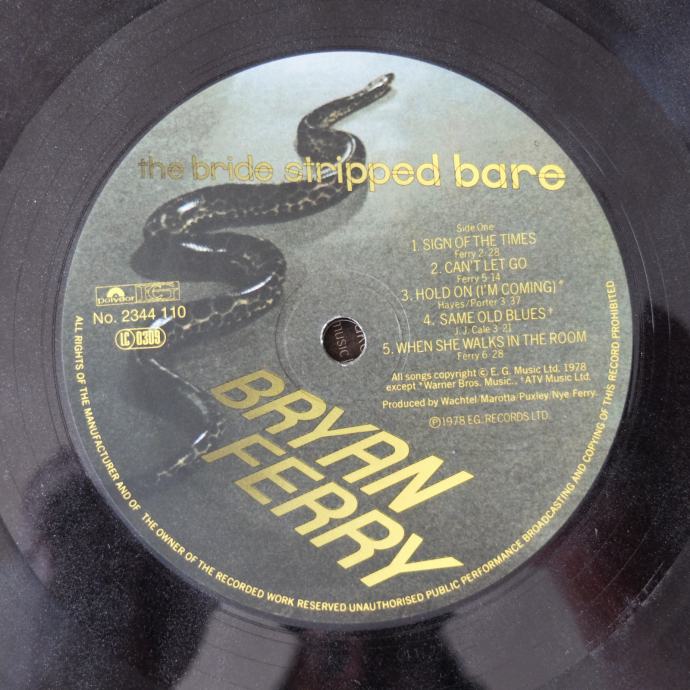 the bride stripped bare
Side One
1. SIGN OF THE TIMES
Ferry 2·28
2. CAN'T LET GO
Ferry 5·14
3. HOLD ON (I'M COMING)*
Hayes/Porter 3·37
4. SAME OLD BLUES†
J. J. Cale 3·21
5. WHEN SHE WALKS IN THE ROOM
Ferry 6·28
All songs copyright © E. G. Music Ltd. 1978
except *Warner Bros. Music., †ATV Music Ltd.
Produced by Wachtel/Marotta/Puxley/Nye Ferry
℗1978 E.G. RECORDS LTD.
polydor EG
No. 2344 110
LC 0309
BRYAN
FERRY
ALL RIGHTS OF THE MANUFACTURER AND OF THE OWNER OF THE RECORDED WORK RESERVED UNAUTHORISED PUBLIC PERFORMANCE BROADCASTING AND COPYING OF THIS RECORD PROHIBITED
music